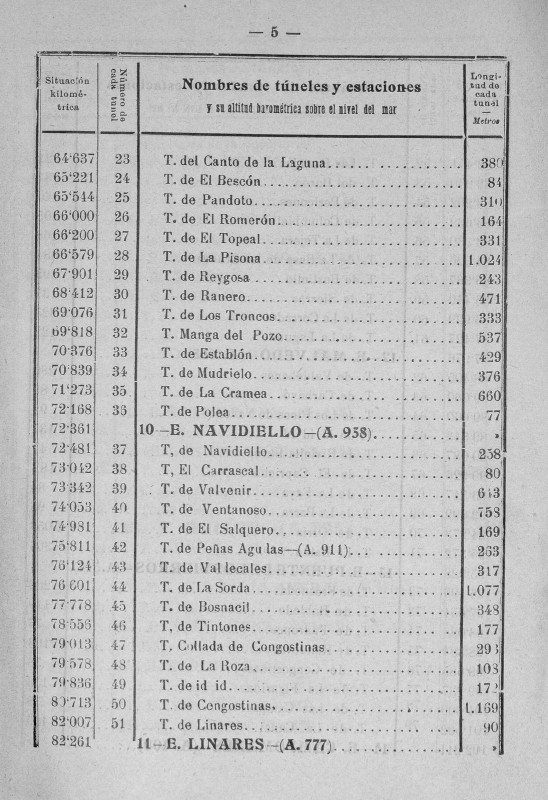 — 5 —
Situación kilomé- trica
Número de cada túnel
Nombres de túneles y estaciones
y su altitud barométrica sobre el nivel del mar
Longi- tud de cada tunel — Metros
64'637 23 T. del Canto de la Laguna 380
65'221 24 T. de El Bescón 84
65'544 25 T. de Pandoto 310
66'000 26 T. de El Romerón 164
66'200 27 T. de El Topeal 331
66'579 28 T. de La Pisona 1.024
67'901 29 T. de Reygosa 243
68'412 30 T. de Ranero 471
69'076 31 T. de Los Troncos 333
69'818 32 T. Manga del Pozo 537
70'376 33 T. de Establón 429
70'839 34 T. de Mudrielo 376
71'273 35 T. de La Cramea 660
72'168 36 T. de Polea 77
72'361 10—E. NAVIDIELLO—(A. 958) »
72'481 37 T, de Navidiello 258
73'042 38 T, El Carrascal 80
73'342 39 T. de Valvenir
74'053 40 T. de Ventanoso 758
74'981 41 T. de El Salquero 169
75'811 42 T. de Peñas Agu las—(A. 911) 263
76'124 43 T. de Val lecales 317
76'601 44 T. de La Sorda 1.077
77'778 45 T. de Bosnacil 348
78'556 46 T, de Tintones 177
79'013 47 T, Collada de Congostinas 293
79'578 48 T. de La Roza 108
79'836 49 T. de id id
80'713 50 T. de Congostinas 1.169
82'007 51 T. de Linares 90
82'261 11—E. LINARES—(A. 777) »